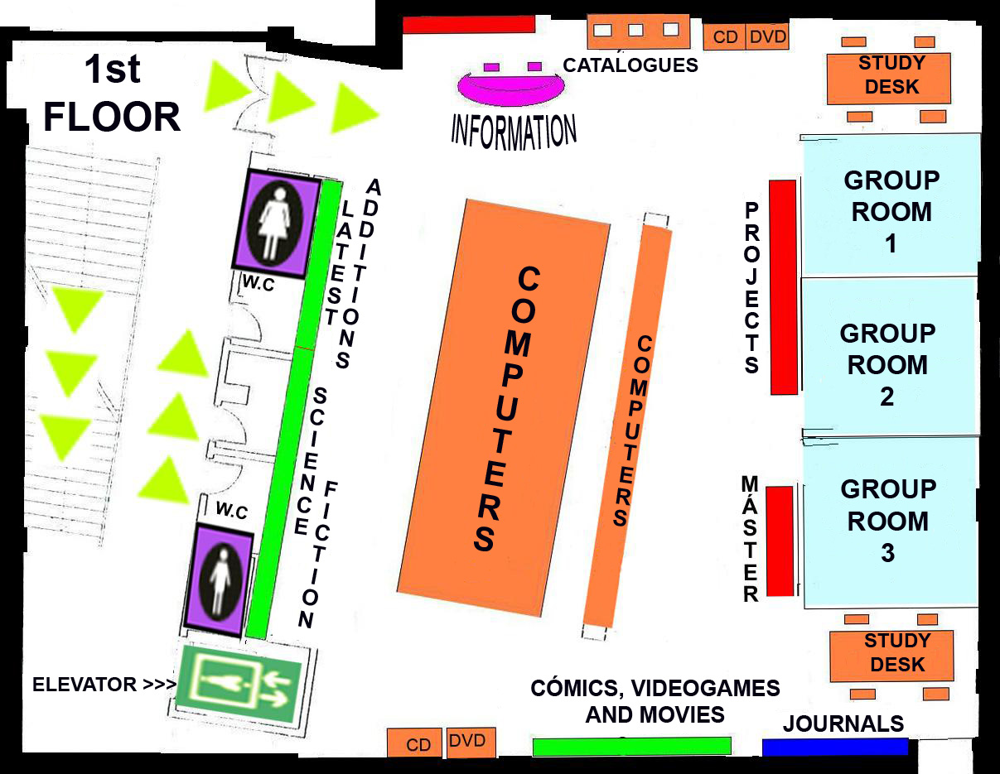 1st
FLOOR
CATALOGUES
CD
DVD
STUDY
DESK
INFORMATION
GROUP
ROOM
1
PROJECTS
LATEST
ADDITIONS
W.C
COMPUTERS
COMPUTERS
GROUP
ROOM
2
SCIENCE
FICTION
W.C
MÁSTER
GROUP
ROOM
3
STUDY
DESK
ELEVATOR >>>
CÓMICS, VIDEOGAMES
AND MOVIES
JOURNALS
CD
DVD